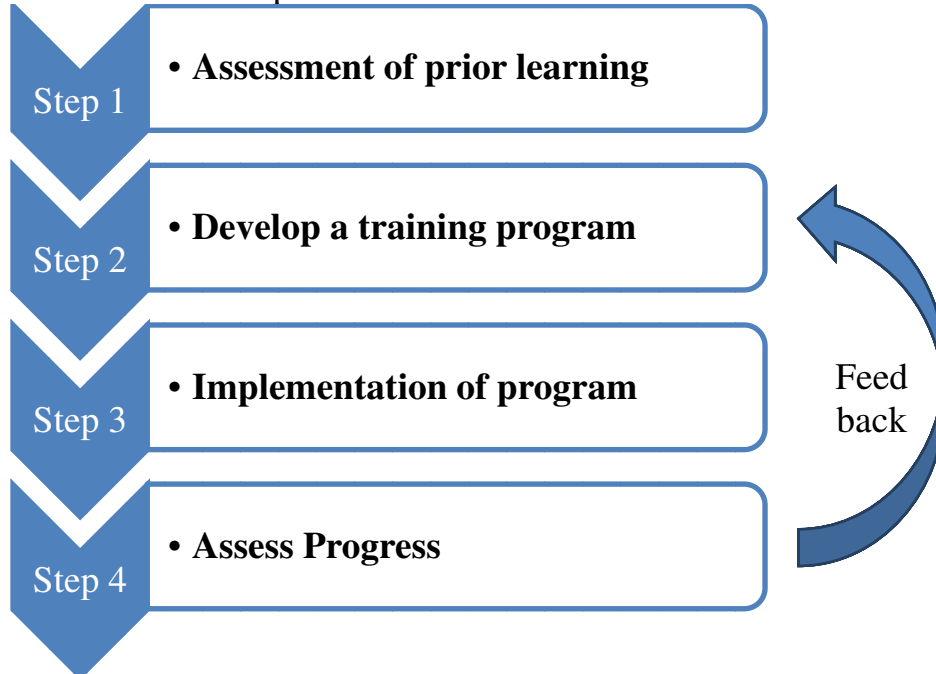 Step 1
• Assessment of prior learning
Step 2
• Develop a training program
Step 3
• Implementation of program
Step 4
• Assess Progress
Feed
back